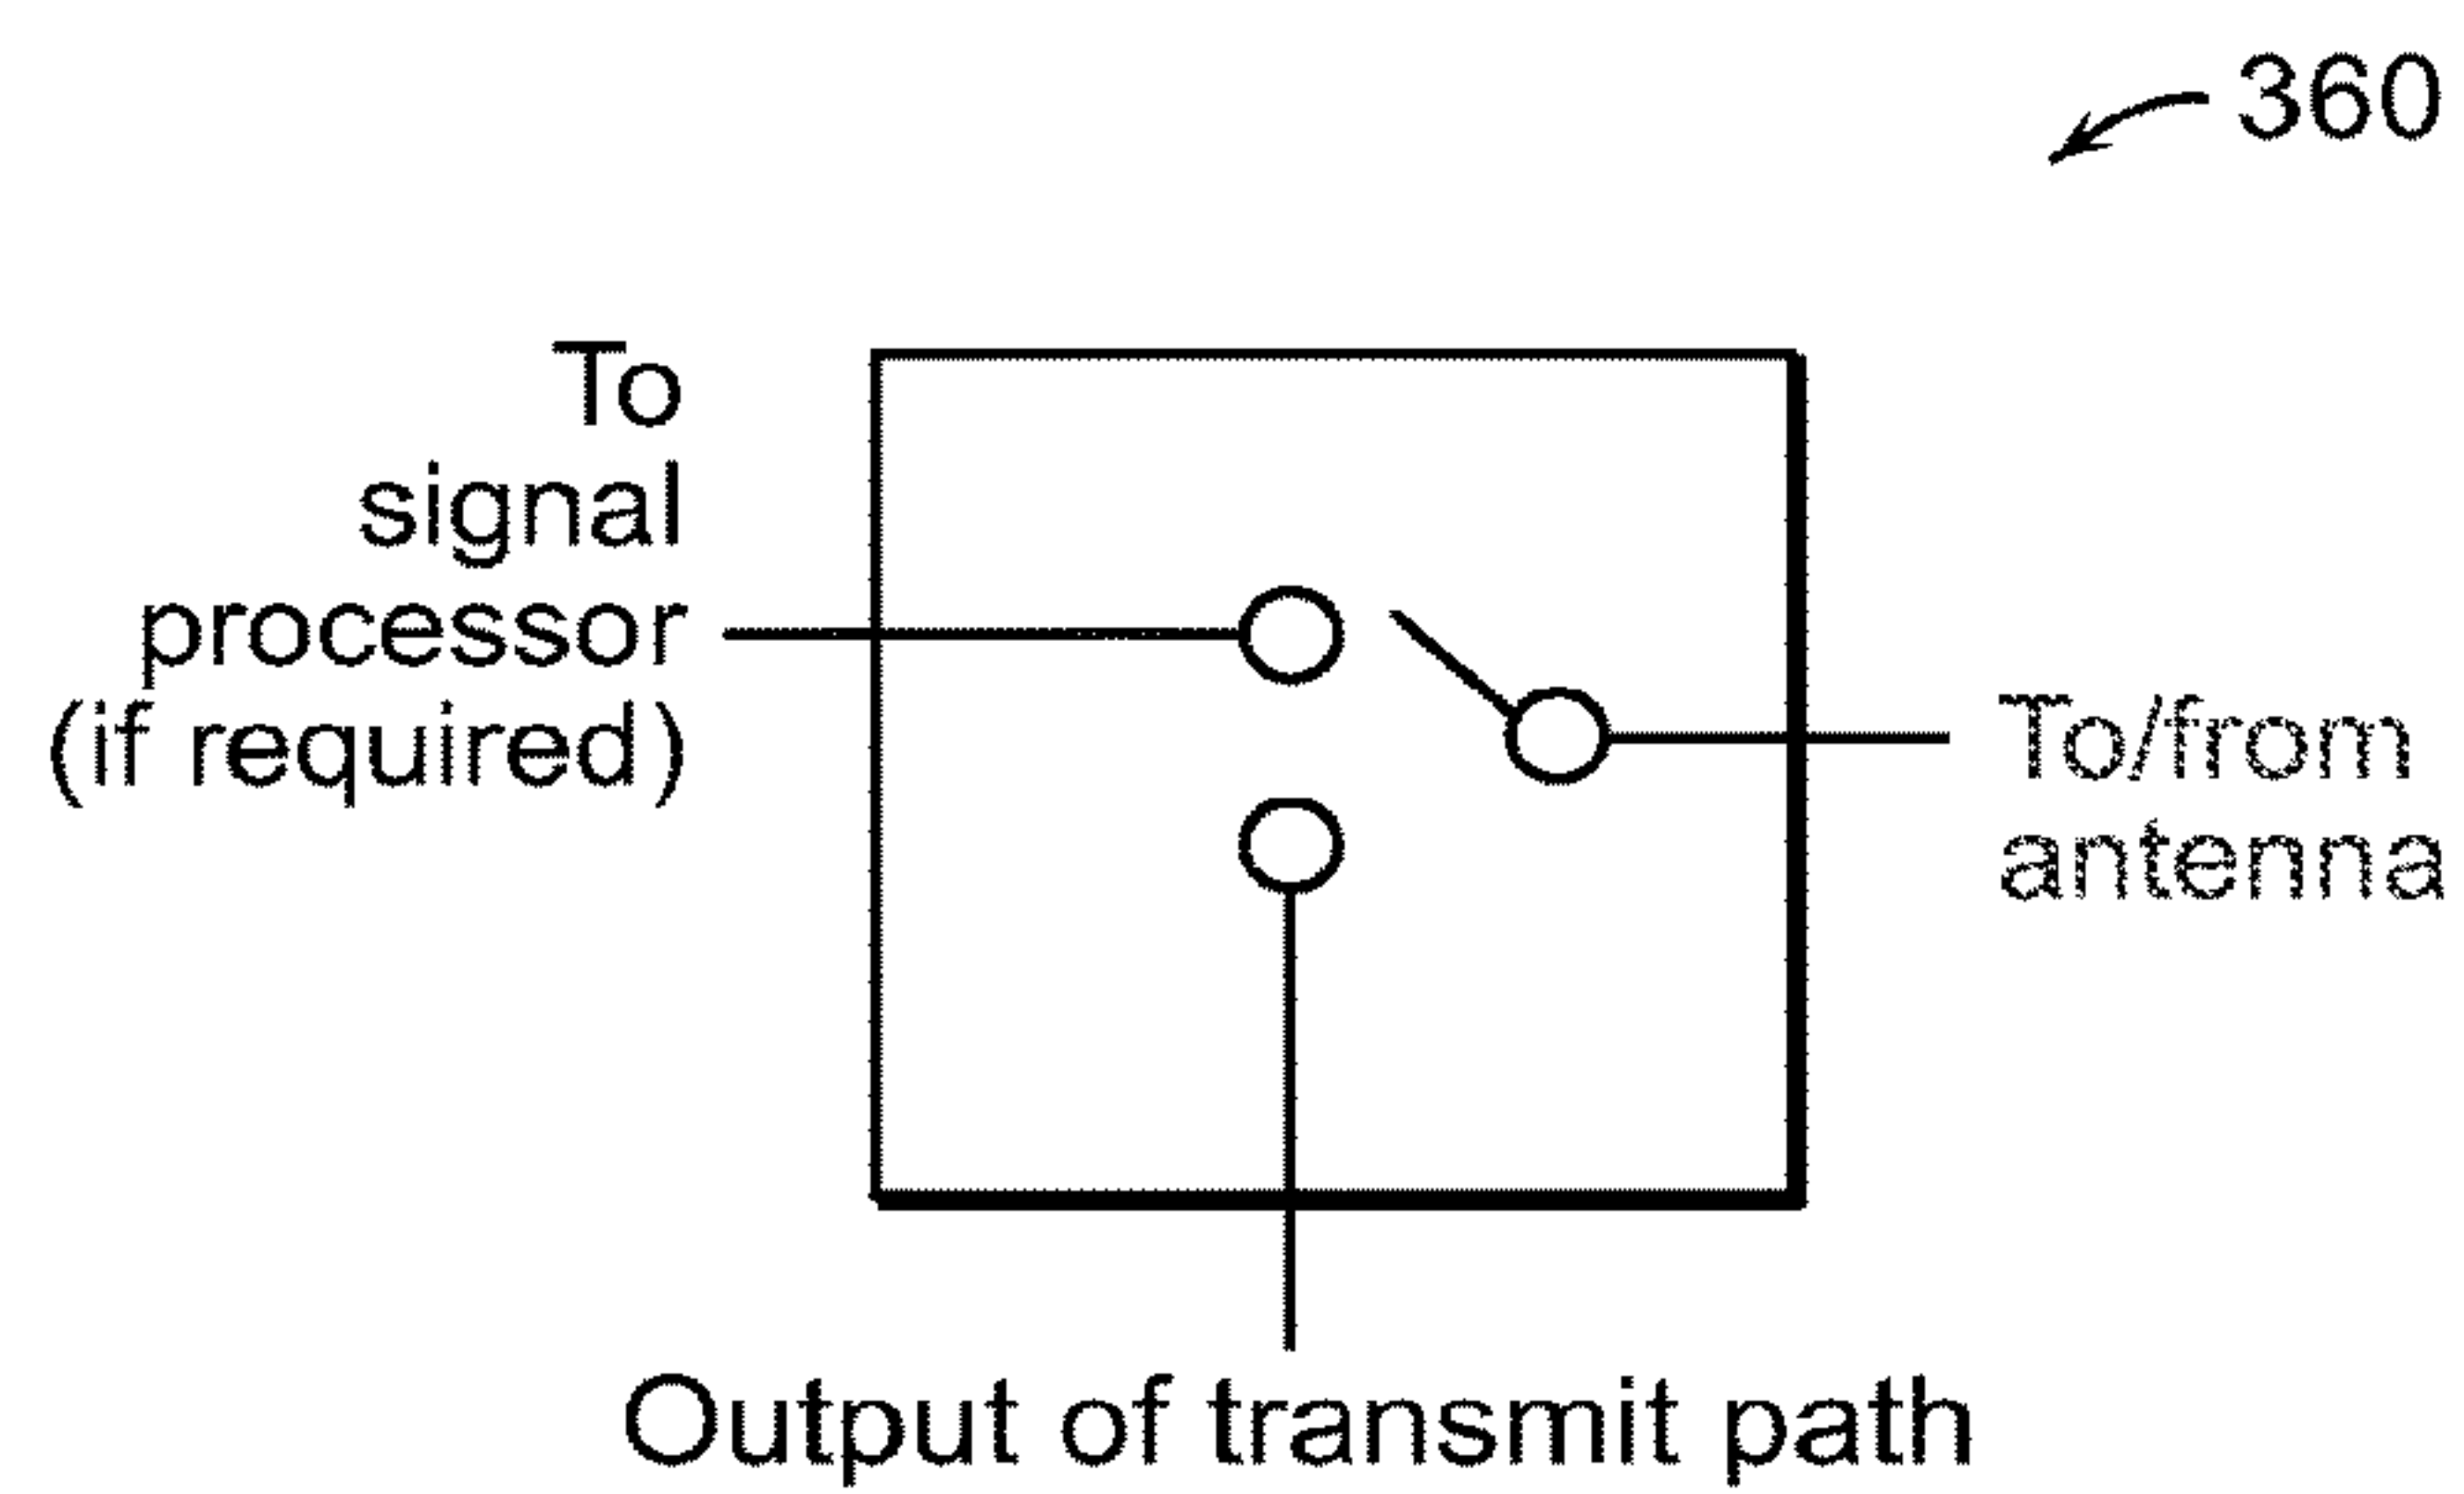 360
To
signal
processor
(if required)
To/from
antenna
Output of transmit path